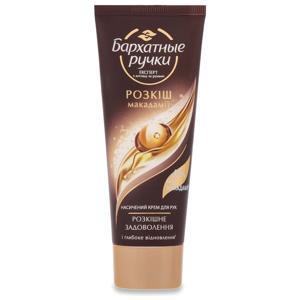 Бархатные
ручки
ЕКСПЕРТ
РОЗКІШ
макадамії
НАСИЧЕНИЙ КРЕМ ДЛЯ РУК
РОЗКІШНЕ
ЗАДОВОЛЕННЯ
і глибоке відновлення